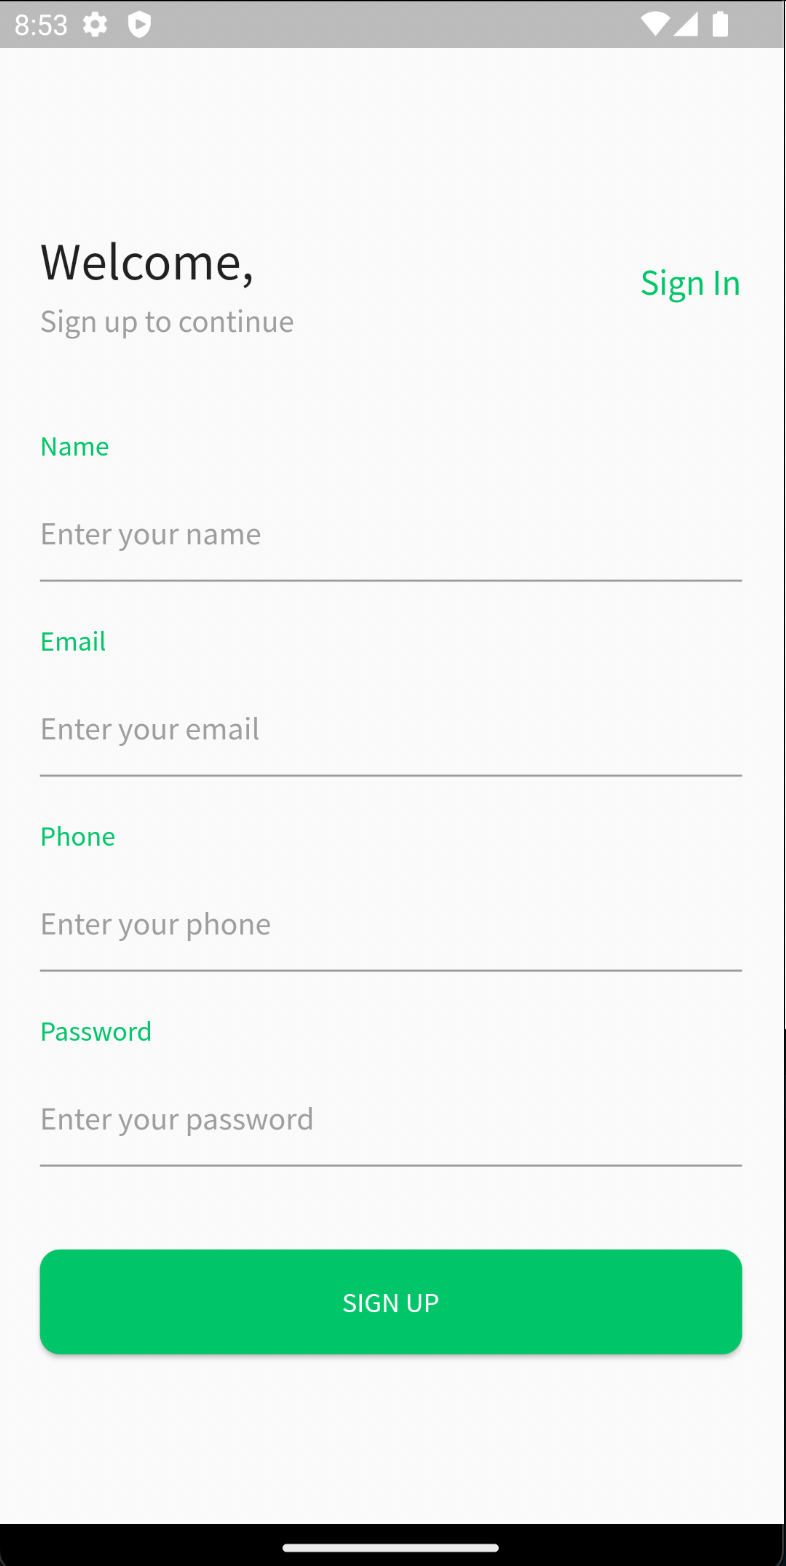 8:53
Welcome,
Sign In
Sign up to continue
Name
Enter your name
Email
Enter your email
Phone
Enter your phone
Password
Enter your password
SIGN UP